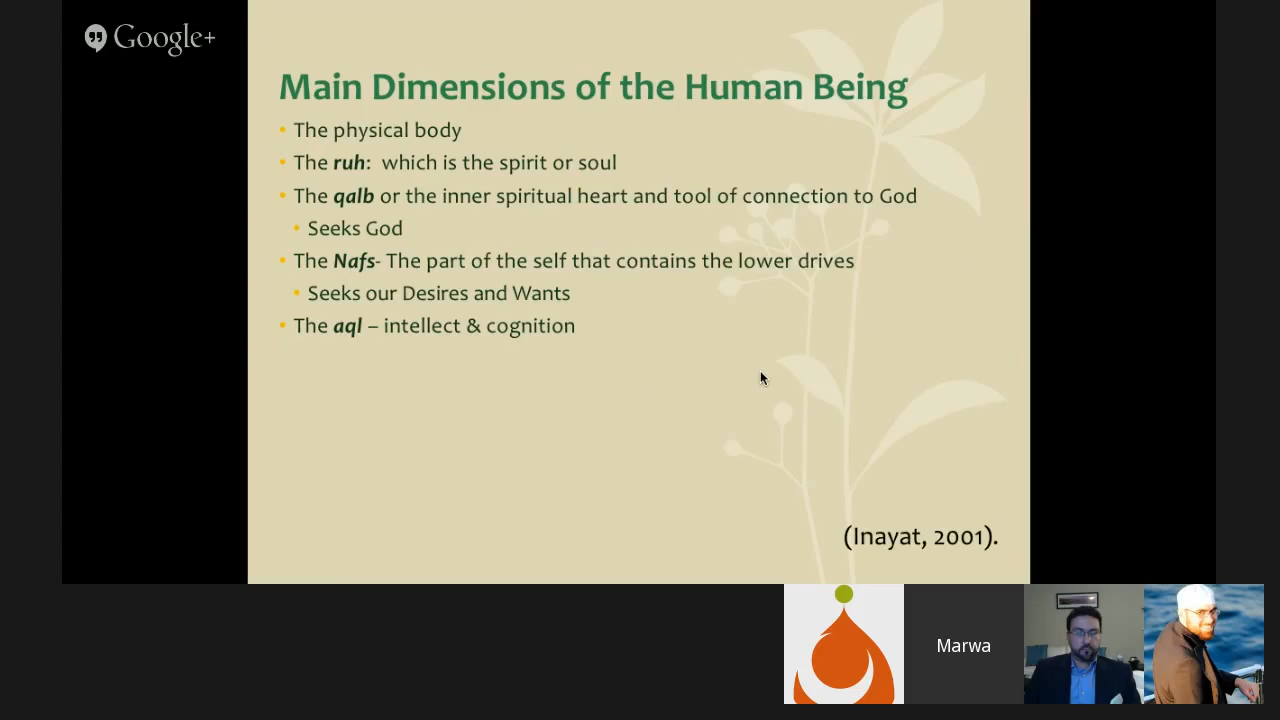 Google+
Main Dimensions of the Human Being
• The physical body
• The ruh:  which is the spirit or soul
• The qalb or the inner spiritual heart and tool of connection to God
• Seeks God
• The Nafs- The part of the self that contains the lower drives
• Seeks our Desires and Wants
• The aql – intellect & cognition
(Inayat, 2001).
Marwa